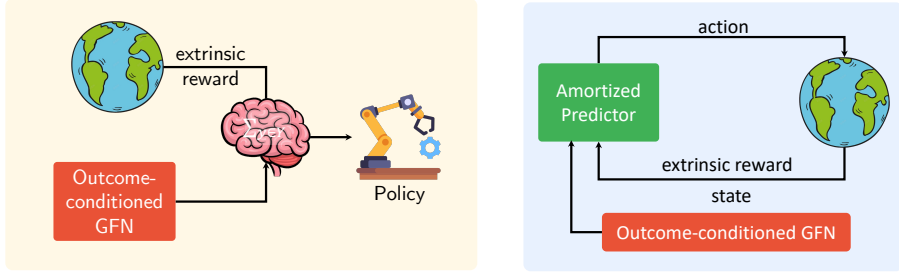 extrinsic
reward
Outcome-
conditioned
GFN
Policy
action
Amortized
Predictor
extrinsic reward
state
Outcome-conditioned GFN